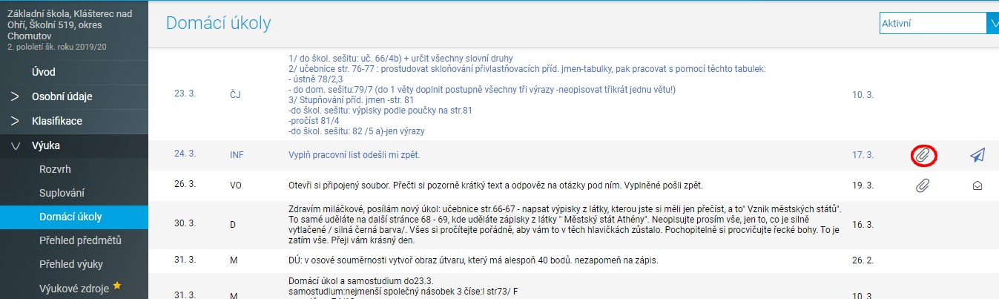 Základní škola, Klášterec nad
Ohří, Školní 519, okres
Chomutov
2. pololetí šk. roku 2019/20
Úvod
Osobní údaje
Klasifikace
Výuka
Rozvrh
Suplování
Domácí úkoly
Přehled předmětů
Přehled výuky
Výukové zdroje
Domácí úkoly
Aktivní
23. 3.
ČJ
1/ do škol. sešitu: uč. 66/4b) + určit všechny slovní druhy
2/ učebnice str. 76-77 : prostudovat skloňování přivlastňovacích příd. jmen-tabulky, pak pracovat s pomocí těchto tabulek:
- ústně 78/2,3
- do dom. sešitu:79/7 (do 1 věty doplnit postupně všechny tři výrazy -neopisovat třikrát jednu větu!)
3/ Stupňování příd. jmen -str. 81
-do škol. sešitu: výpisky podle poučky na str.81
-pročíst 81/4
-do škol. sešitu: 82 /5 a)-jen výrazy
10. 3.
24. 3.
INF
Vyplň pracovní list odešli mi zpět.
17. 3.
26. 3.
VO
Otevři si připojený soubor. Přečti si pozorně krátký text a odpověz na otázky pod ním. Vyplněné pošli zpět.
19. 3.
30. 3.
D
Zdravím miláčkové, posílám nový úkol: učebnice str.66-67 - napsat výpisky z látky, kterou jste si měli jen přečíst, a to" Vznik městských států".
To samé uděláte na další stránce 68 - 69, kde uděláte zápisky z látky " Městský stát Athény". Neopisujte prosím vše, jen to, co je silně
vytlačené / silná černá barva/. Všes si pročítejte pořádně, aby vám to v těch hlavičkách zůstalo. Pochopitelně si procvičujte řecké bohy. To je
zatím vše. Přeji vám krásný den.
16. 3.
31. 3.
M
DÚ: v osové souměrnosti vytvoř obraz útvaru, který má alespoň 40 bodů. nezapomeň na zápis.
26. 2.
31. 3.
M
Domácí úkol a samostudium do23.3.
samostudium:nejmenší společný násobek 3 číse:l str73/ F
10. 3.